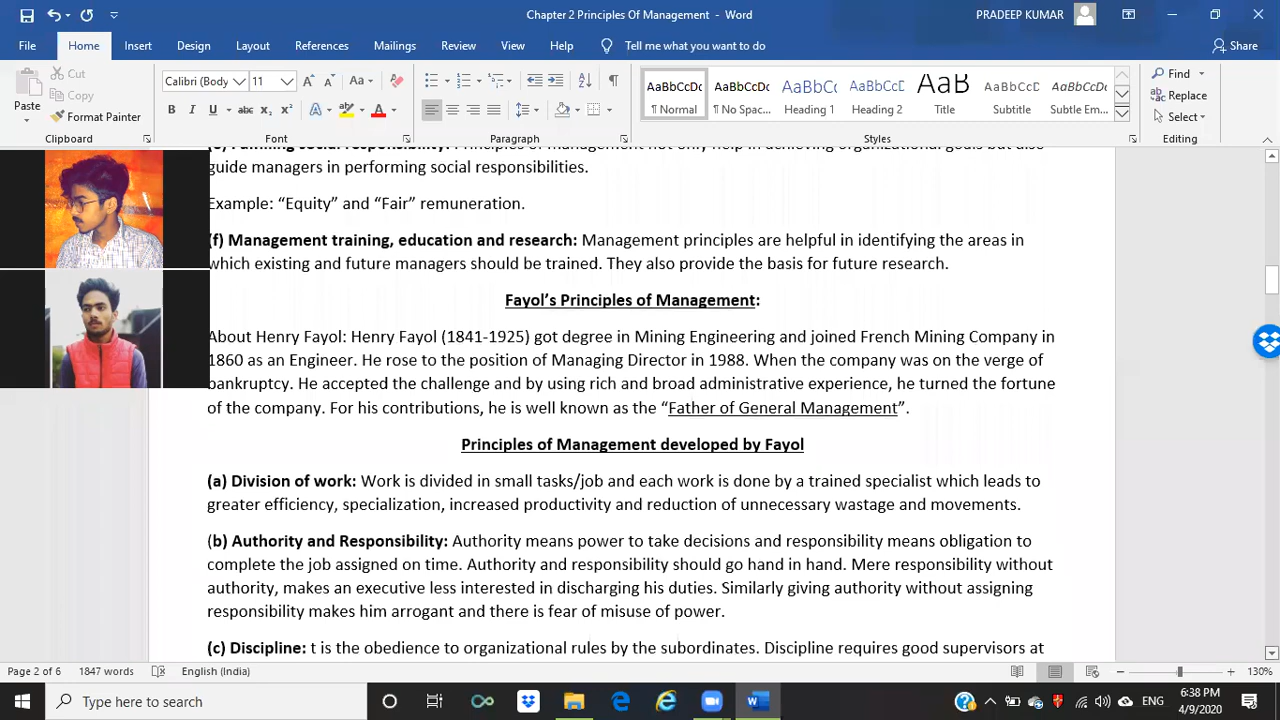 Chapter 2 Principles Of Management - Word
PRADEEP KUMAR
File Home Insert Design Layout References Mailings Review View Help Tell me what you want to do Share
Paste
Cut
Copy
Format Painter
Clipboard
Calibri (Body 11
Font
Paragraph
AaBbCcDc AaBbCcDc AaBbCc AaBbCcD AaB AaBbCcD AaBbCcDc
¶ Normal ¶ No Spac... Heading 1 Heading 2 Title Subtitle Subtle Em...
Styles
Find
Replace
Select
Editing
guide managers in performing social responsibilities.
Example: “Equity” and “Fair” remuneration.
(f) Management training, education and research: Management principles are helpful in identifying the areas in
which existing and future managers should be trained. They also provide the basis for future research.
Fayol’s Principles of Management:
About Henry Fayol: Henry Fayol (1841-1925) got degree in Mining Engineering and joined French Mining Company in
1860 as an Engineer. He rose to the position of Managing Director in 1988. When the company was on the verge of
bankruptcy. He accepted the challenge and by using rich and broad administrative experience, he turned the fortune
of the company. For his contributions, he is well known as the “Father of General Management”.
Principles of Management developed by Fayol
(a) Division of work: Work is divided in small tasks/job and each work is done by a trained specialist which leads to
greater efficiency, specialization, increased productivity and reduction of unnecessary wastage and movements.
(b) Authority and Responsibility: Authority means power to take decisions and responsibility means obligation to
complete the job assigned on time. Authority and responsibility should go hand in hand. Mere responsibility without
authority, makes an executive less interested in discharging his duties. Similarly giving authority without assigning
responsibility makes him arrogant and there is fear of misuse of power.
(c) Discipline: t is the obedience to organizational rules by the subordinates. Discipline requires good supervisors at
Page 2 of 6 1847 words English (India) 130%
Type here to search
ENG
6:38 PM
4/9/2020